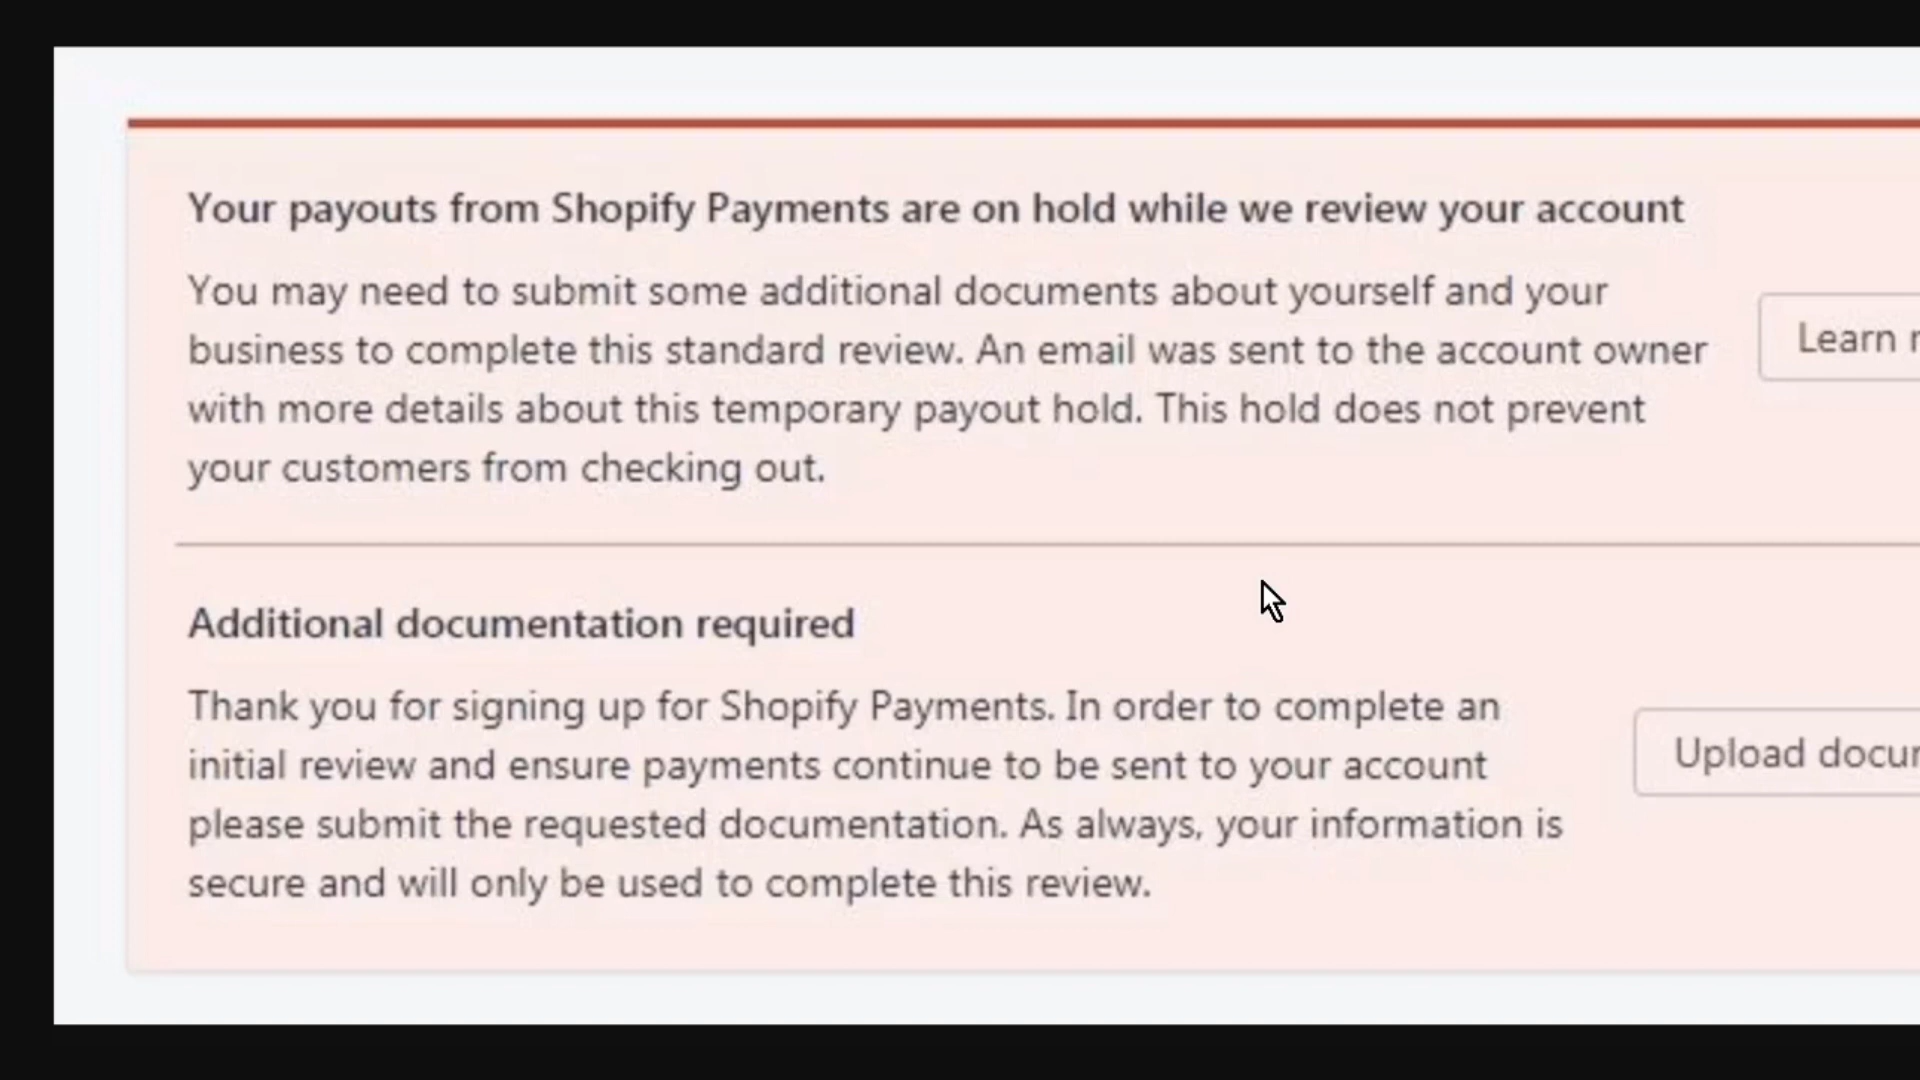 Your payouts from Shopify Payments are on hold while we review your account
You may need to submit some additional documents about yourself and your
business to complete this standard review. An email was sent to the account owner
with more details about this temporary payout hold. This hold does not prevent
your customers from checking out.
Learn
Additional documentation required
Thank you for signing up for Shopify Payments. In order to complete an
initial review and ensure payments continue to be sent to your account
please submit the requested documentation. As always, your information is
secure and will only be used to complete this review.
Upload